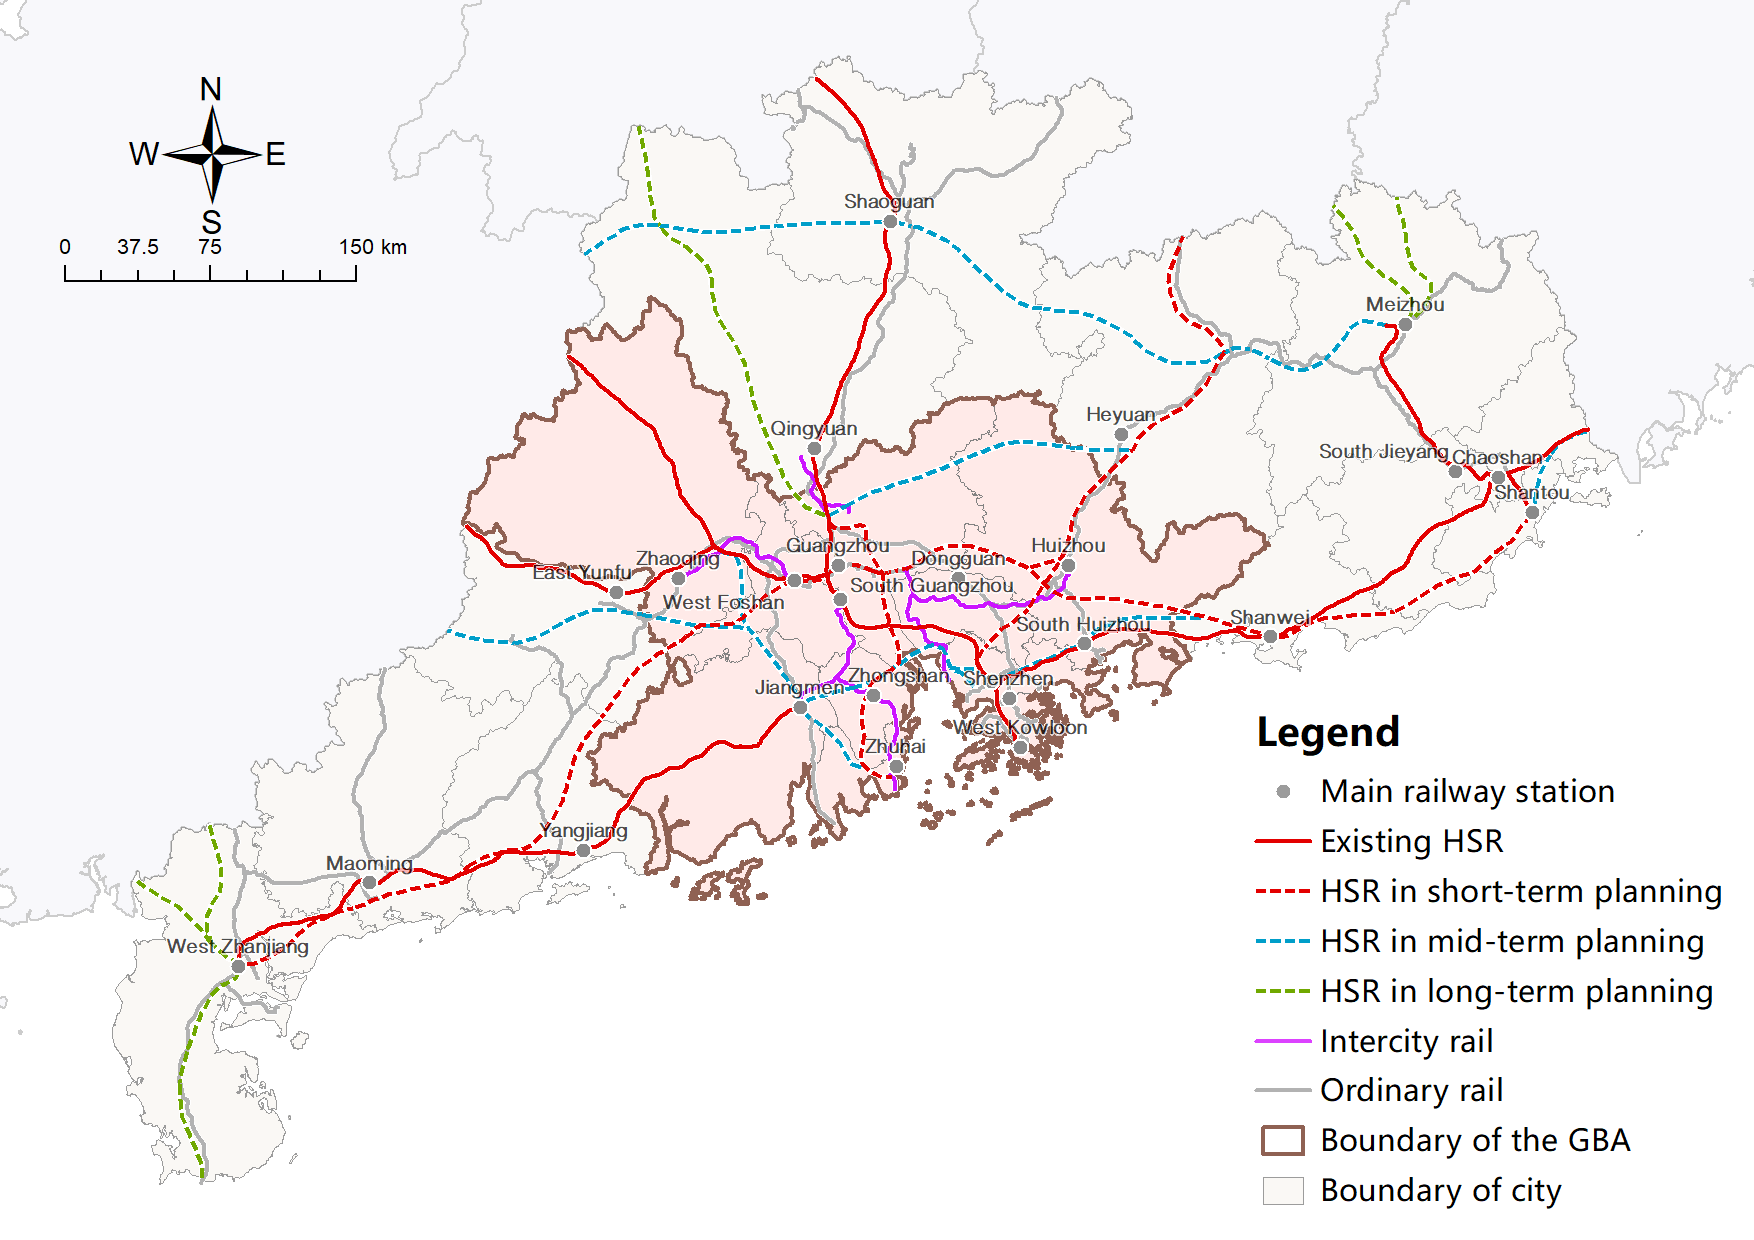 N
W E
S
0 37.5 75 150 km
Shaoguan
Meizhou
Qingyuan
Heyuan
South Jieyang
Chaoshan
Shantou
Guangzhou
Huizhou
Zhaoqing
Dongguan
East Yunfu
South Guangzhou
West Foshan
Shanwei
South Huizhou
Zhongshan
Shenzhen
Jiangmen
West Kowloon
Zhuhai
Yangjiang
Maoming
West Zhanjiang
Legend
Main railway station
Existing HSR
HSR in short-term planning
HSR in mid-term planning
HSR in long-term planning
Intercity rail
Ordinary rail
Boundary of the GBA
Boundary of city